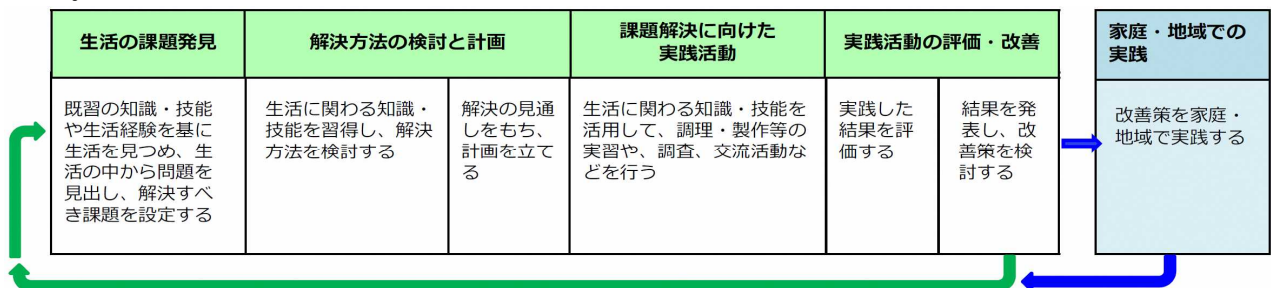 生活の課題発見
解決方法の検討と計画
課題解決に向けた
実践活動
実践活動の評価・改善
家庭・地域での
実践
既習の知識・技能
や生活経験を基に
生活を見つめ、生
活の中から問題を
見出し、解決すべ
き課題を設定する
生活に関わる知識・
技能を習得し、解決
方法を検討する
解決の見通
しをもち、
計画を立て
る
生活に関わる知識・技能を
活用して、調理・製作等の
実習や、調査、交流活動な
どを行う
実践した
結果を評
価する
結果を発
表し、改
善策を検
討する
改善策を家庭・
地域で実践する